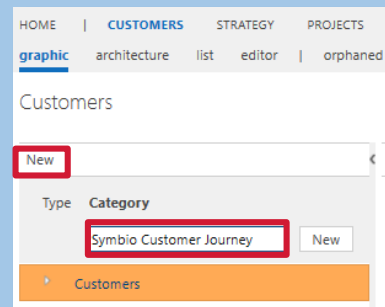 HOME | CUSTOMERS STRATEGY PROJECTS
graphic architecture list editor | orphaned
Customers
New
Type Category
Symbio Customer Journey New
Customers